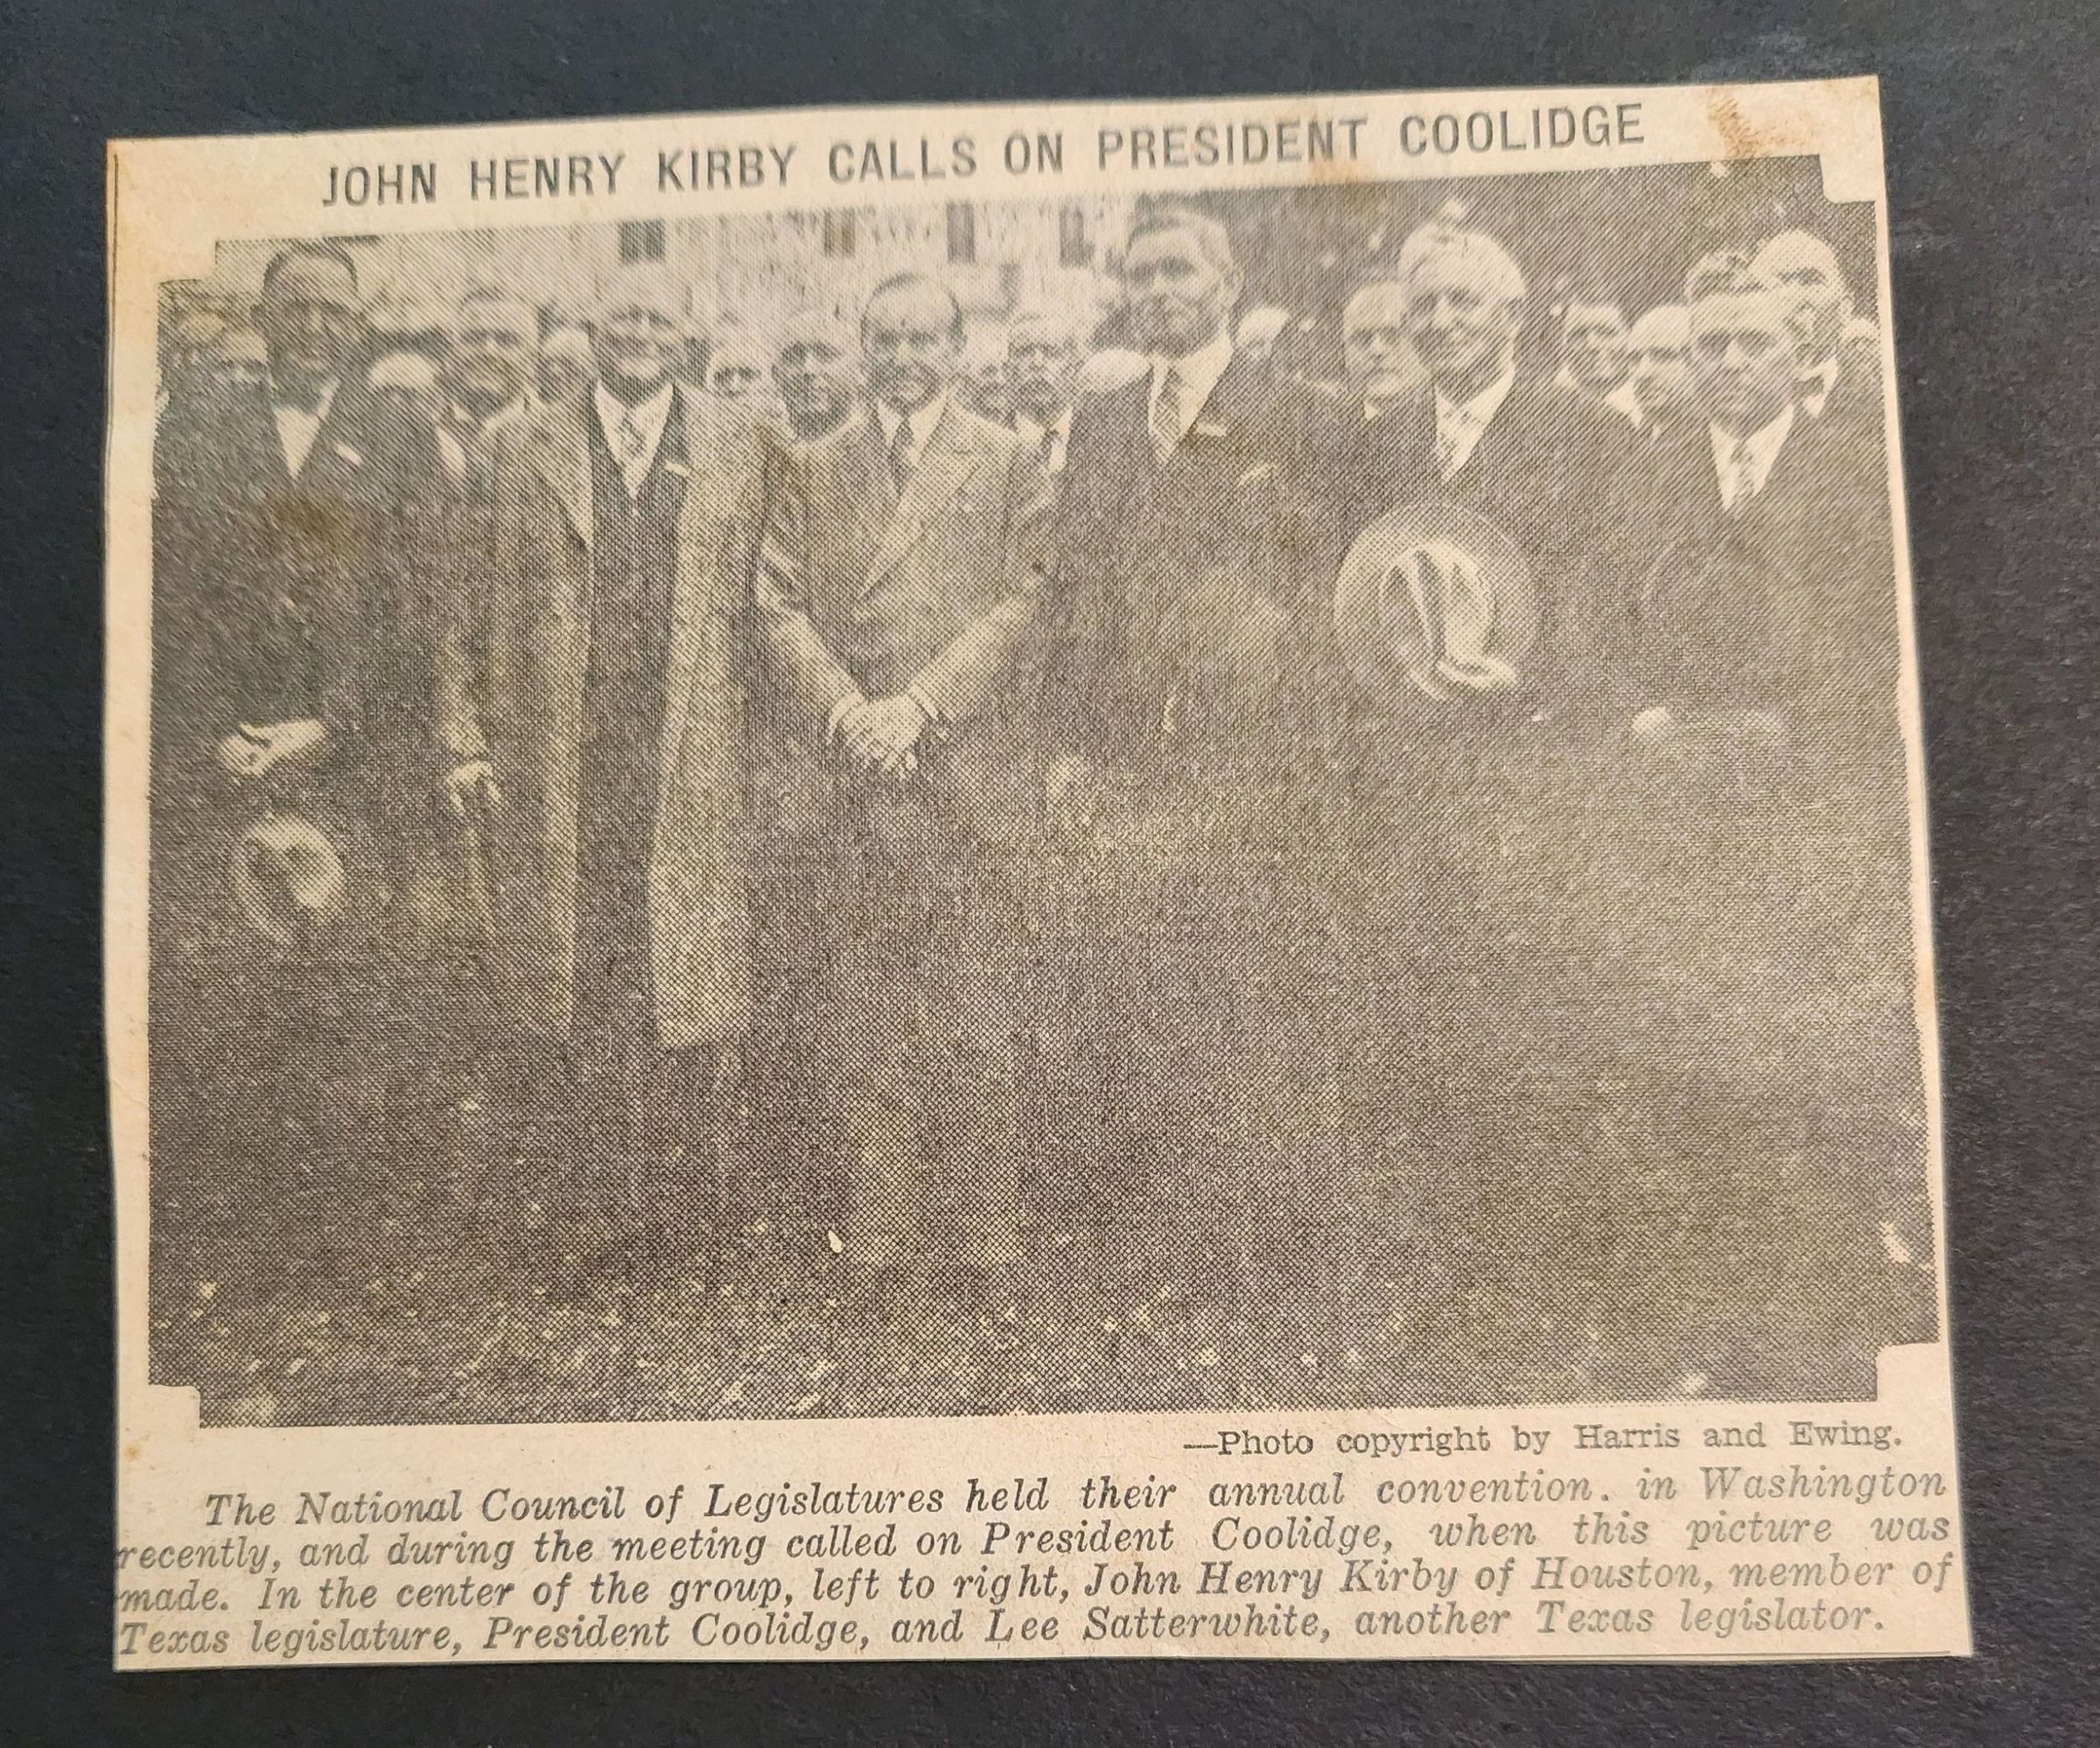 JOHN HENRY KIRBY CALLS ON PRESIDENT COOLIDGE
—Photo copyright by Harris and Ewing.
The National Council of Legislatures held their annual convention. in Washington
recently, and during the meeting called on President Coolidge, when this picture was
made. In the center of the group, left to right, John Henry Kirby of Houston, member of
Texas legislature, President Coolidge, and Lee Satterwhite, another Texas legislator.